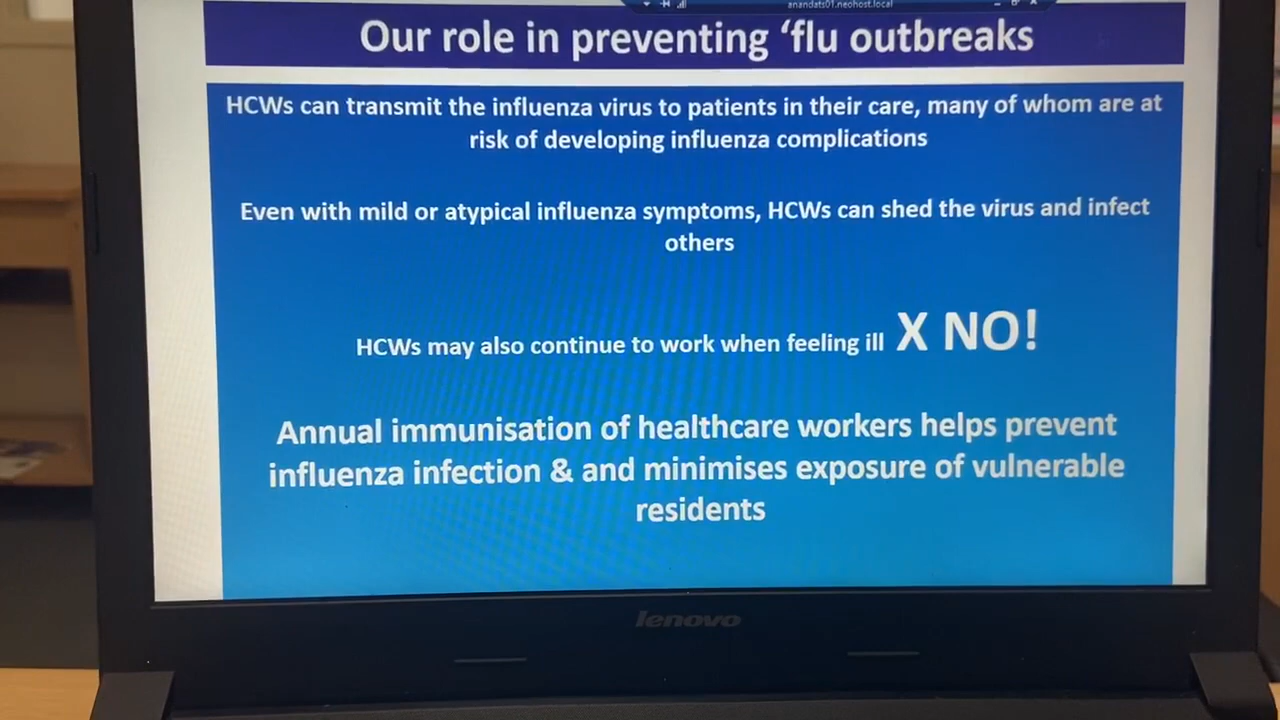 anandats01.neohost.local
Our role in preventing ‘flu outbreaks
HCWs can transmit the influenza virus to patients in their care, many of whom are at
risk of developing influenza complications
Even with mild or atypical influenza symptoms, HCWs can shed the virus and infect
others
HCWs may also continue to work when feeling ill X NO!
Annual immunisation of healthcare workers helps prevent
influenza infection & and minimises exposure of vulnerable
residents
lenovo